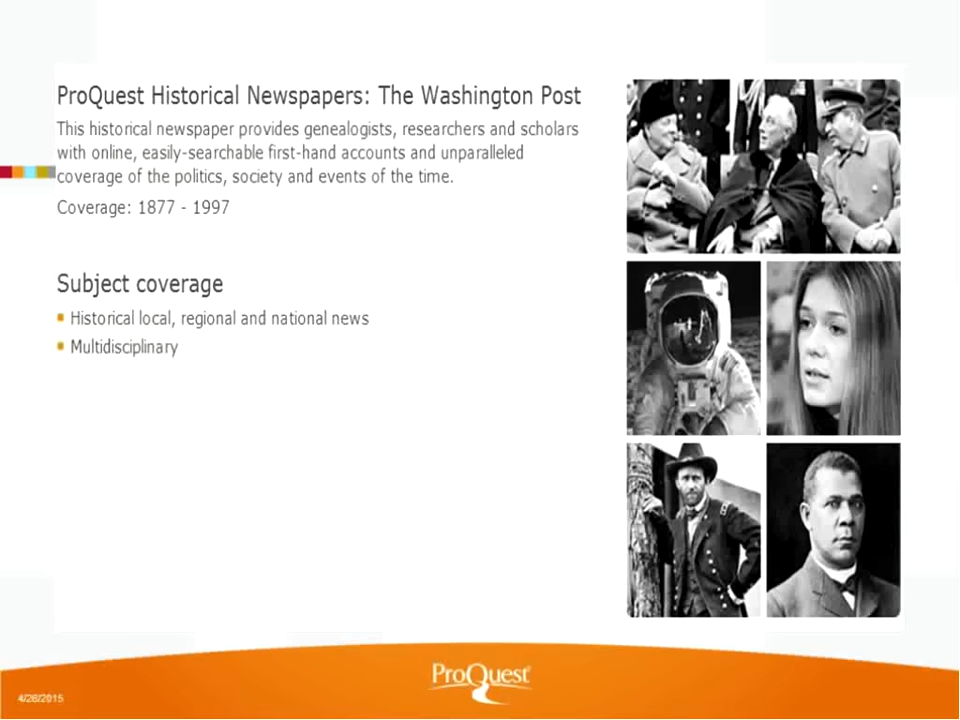 ProQuest Historical Newspapers: The Washington Post
This historical newspaper provides genealogists, researchers and scholars
with online, easily-searchable first-hand accounts and unparalleled
coverage of the politics, society and events of the time.
Coverage: 1877 - 1997
Subject coverage
Historical local, regional and national news
Multidisciplinary
ProQuest
4/28/2015